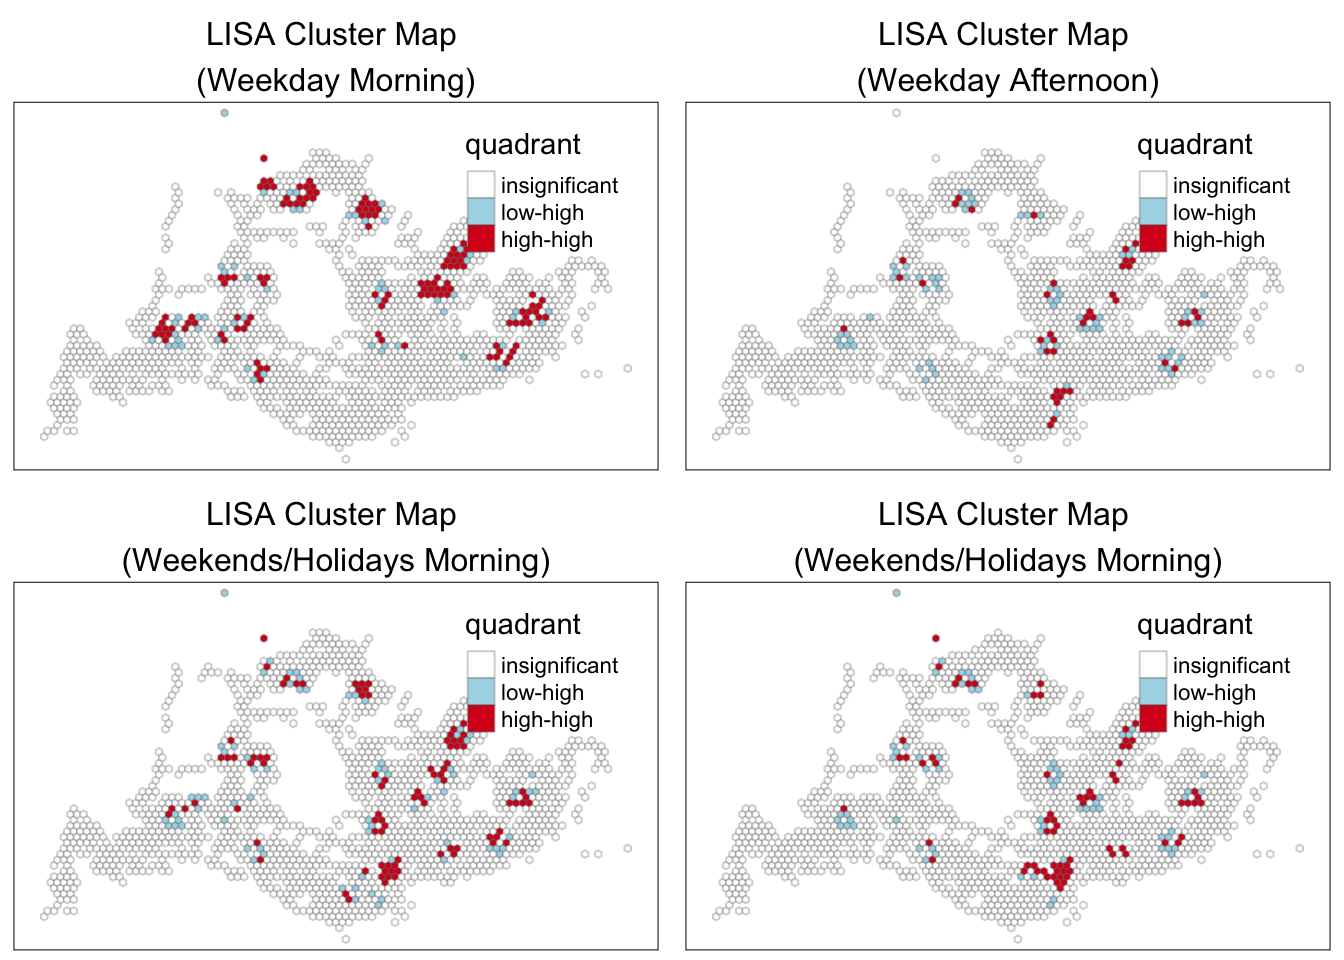 LISA Cluster Map
(Weekday Morning)
quadrant
insignificant
low-high
high-high
LISA Cluster Map
(Weekday Afternoon)
quadrant
insignificant
low-high
high-high
LISA Cluster Map
(Weekends/Holidays Morning)
quadrant
insignificant
low-high
high-high
LISA Cluster Map
(Weekends/Holidays Morning)
quadrant
insignificant
low-high
high-high